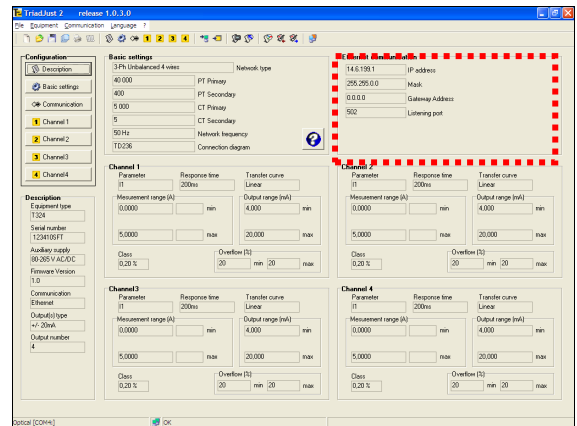 TriadJust 2 release 1.0.3.0
File Equipment Communication Language ?
1 2 3 4
Configuration
Description
Basic settings
Communication
1 Channel 1
2 Channel 2
3 Channel3
4 Channel4
Description
Equipment type
T324
Serial number
123410SFT
Auxiliary supply
80-265 V AC/DC
Firmware Version
1.0
Communication
Ethernet
Output(s) type
+/- 20mA
Output number
4
Basic settings
3 Ph Unbalanced 4 wires Network type
40 000 PT Primary
400 PT Secondary
5 000 CT Primary
5 CT Secondary
50 Hz Network frequency
TD236 Connection diagram
?
Ethernet communication
14.6.199.1 IP address
255.255.0.0 Mask
0.0.0.0 Gateway Address
502 Listening port
Channel 1
Parameter Response time Transfer curve
I1 200ms Linear
Mesurement range (A) Output range (mA)
0,0000 min 4,000 min
5,0000 max 20,000 max
Class Overflow (%)
0,20 % 20 min 20 max
Channel 2
Parameter Response time Transfer curve
I1 200ms Linear
Mesurement range (A) Output range (mA)
0,0000 min 4,000 min
5,0000 max 20,000 max
Class Overflow (%)
0,20 % 20 min 20 max
Channel3
Parameter Response time Transfer curve
I1 200ms Linear
Mesurement range (A) Output range (mA)
0,0000 min 4,000 min
5,0000 max 20,000 max
Class Overflow (%)
0,20 % 20 min 20 max
Channel 4
Parameter Response time Transfer curve
I1 200ms Linear
Mesurement range (A) Output range (mA)
0,0000 min 4,000 min
5,0000 max 20,000 max
Class Overflow (%)
0,20 % 20 min 20 max
Optical [COM4:] OK